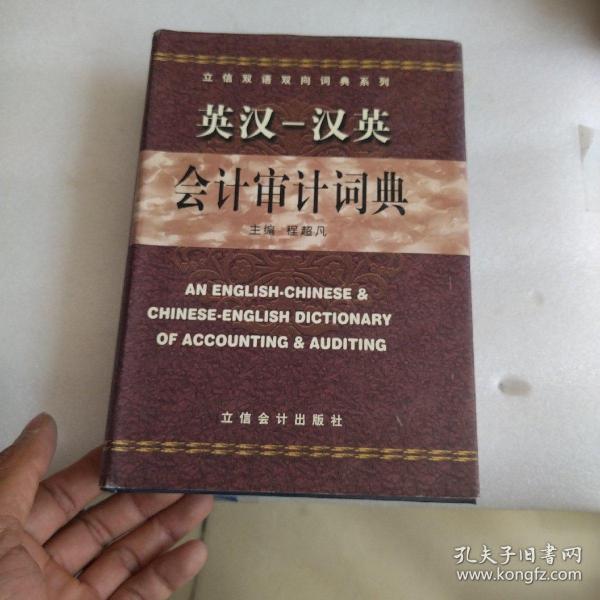 立信双语双向词典系列
英汉－汉英
会计审计词典
主编 程超凡
AN ENGLISH-CHINESE &
CHINESE-ENGLISH DICTIONARY
OF ACCOUNTING & AUDITING
立信会计出版社
孔夫子旧书网
www.kongfz.com